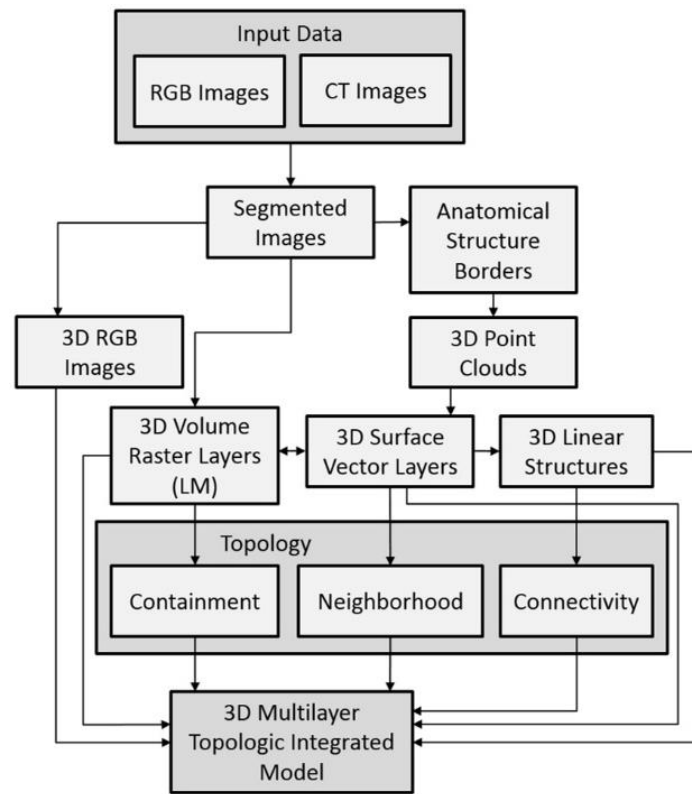 Input Data
RGB Images
CT Images
Segmented
Images
Anatomical
Structure
Borders
3D RGB
Images
3D Point
Clouds
3D Volume
Raster Layers
(LM)
3D Surface
Vector Layers
3D Linear
Structures
Topology
Containment
Neighborhood
Connectivity
3D Multilayer
Topologic Integrated
Model